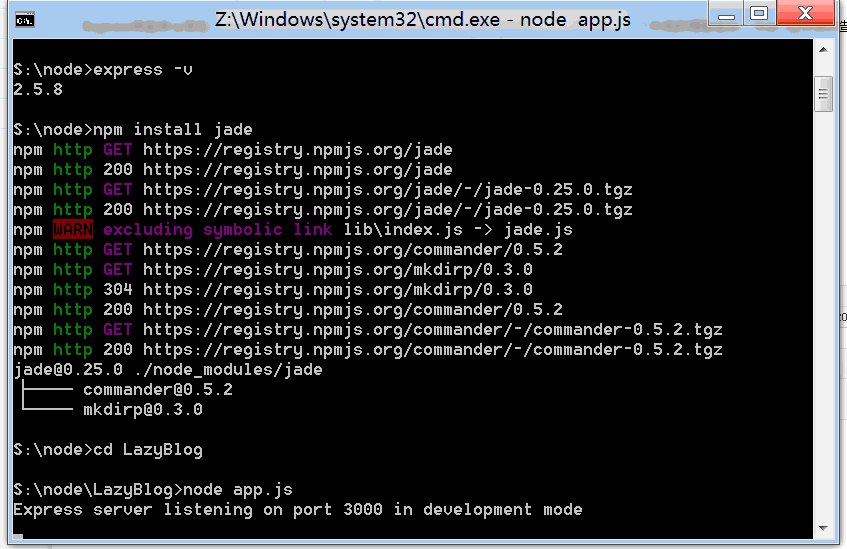 Z:\Windows\system32\cmd.exe - node  app.js
S:\node>express -v
2.5.8
S:\node>npm install jade
npm http GET https://registry.npmjs.org/jade
npm http 200 https://registry.npmjs.org/jade
npm http GET https://registry.npmjs.org/jade/-/jade-0.25.0.tgz
npm http 200 https://registry.npmjs.org/jade/-/jade-0.25.0.tgz
npm WARN excluding symbolic link lib\index.js -> jade.js
npm http GET https://registry.npmjs.org/commander/0.5.2
npm http GET https://registry.npmjs.org/mkdirp/0.3.0
npm http 304 https://registry.npmjs.org/mkdirp/0.3.0
npm http 200 https://registry.npmjs.org/commander/0.5.2
npm http GET https://registry.npmjs.org/commander/-/commander-0.5.2.tgz
npm http 200 https://registry.npmjs.org/commander/-/commander-0.5.2.tgz
jade@0.25.0 ./node_modules/jade
├── commander@0.5.2
└── mkdirp@0.3.0
S:\node>cd LazyBlog
S:\node\LazyBlog>node app.js
Express server listening on port 3000 in development mode